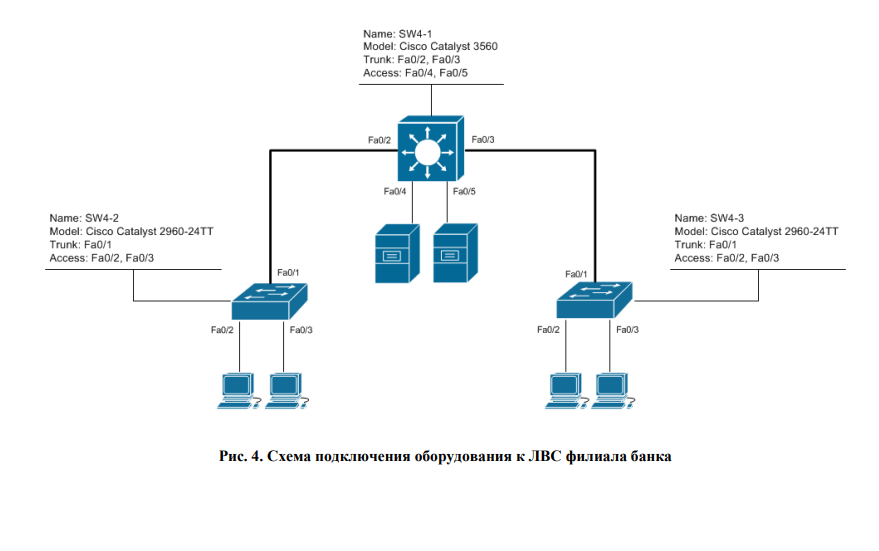 Name: SW4-1
Model: Cisco Catalyst 3560
Trunk: Fa0/2, Fa0/3
Access: Fa0/4, Fa0/5
Fa0/2
Fa0/3
Fa0/4
Fa0/5
Name: SW4-2
Model: Cisco Catalyst 2960-24TT
Trunk: Fa0/1
Access: Fa0/2, Fa0/3
Name: SW4-3
Model: Cisco Catalyst 2960-24TT
Trunk: Fa0/1
Access: Fa0/2, Fa0/3
Fa0/1
Fa0/1
Fa0/2
Fa0/3
Fa0/2
Fa0/3
Рис. 4. Схема подключения оборудования к ЛВС филиала банка